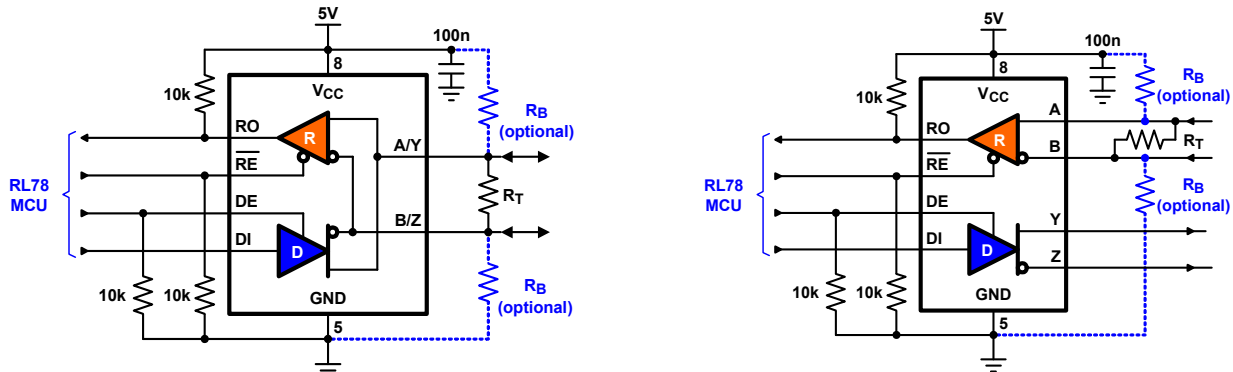 5V
100n
8
VCC
10k
RB
(optional)
RO
R
RE
A/Y
RL78
MCU
RT
DE
B/Z
DI
D
10k
10k
GND
RB
(optional)
5
5V
100n
8
VCC
10k
RB
(optional)
A
RO
R
RT
B
RE
RL78
MCU
RB
(optional)
DE
Y
DI
D
Z
10k
10k
GND
5